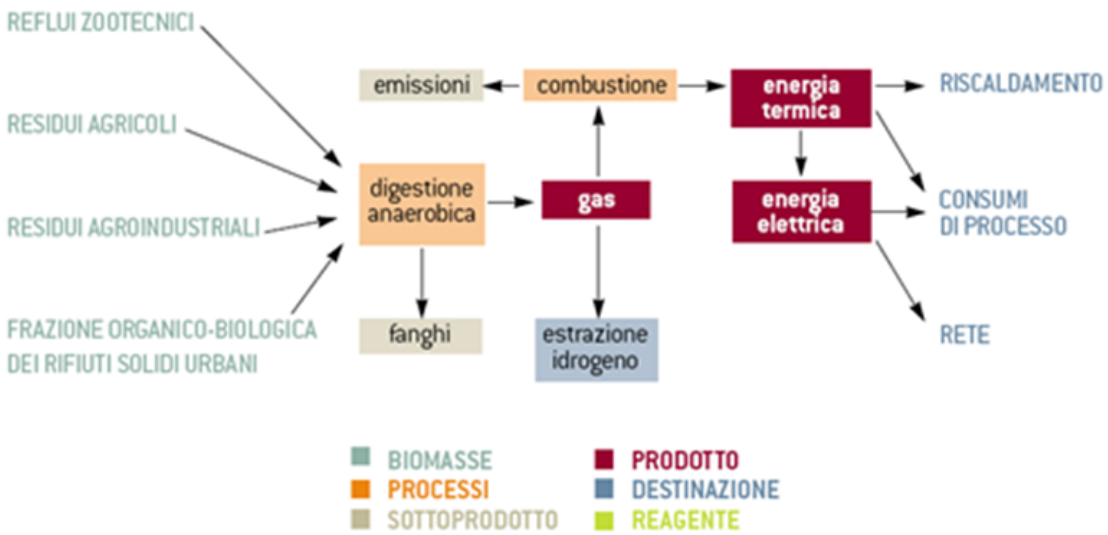 REFLUI ZOOTECNICI
RESIDUI AGRICOLI
RESIDUI AGROINDUSTRIALI
FRAZIONE ORGANICO-BIOLOGICA
DEI RIFIUTI SOLIDI URBANI
digestione
anaerobica
fanghi
emissioni
combustione
gas
estrazione
idrogeno
energia
termica
energia
elettrica
RISCALDAMENTO
CONSUMI
DI PROCESSO
RETE
BIOMASSE
PROCESSI
SOTTOPRODOTTO
PRODOTTO
DESTINAZIONE
REAGENTE